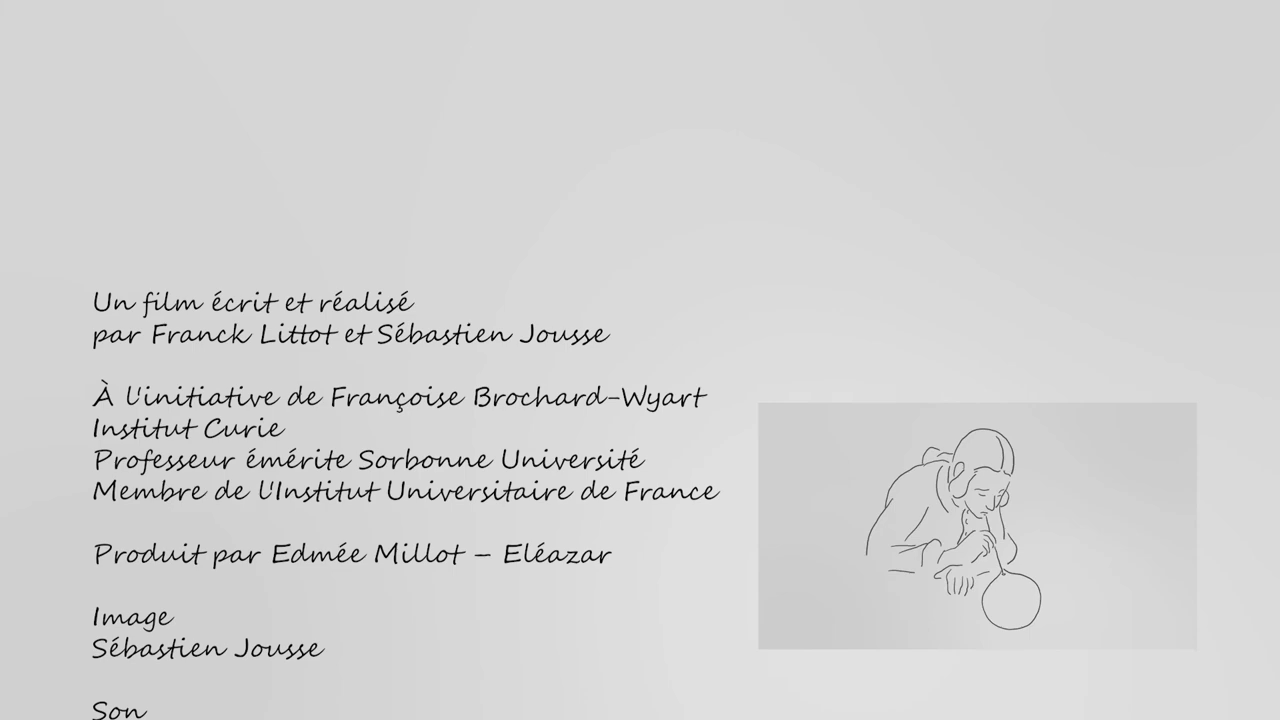 Un film écrit et réalisé
par Franck Littot et Sébastien Jousse
À l'initiative de Françoise Brochard-Wyart
Institut Curie
Professeur émérite Sorbonne Université
Membre de l'Institut Universitaire de France
Produit par Edmée Millot – Eléazar
Image
Sébastien Jousse
Son